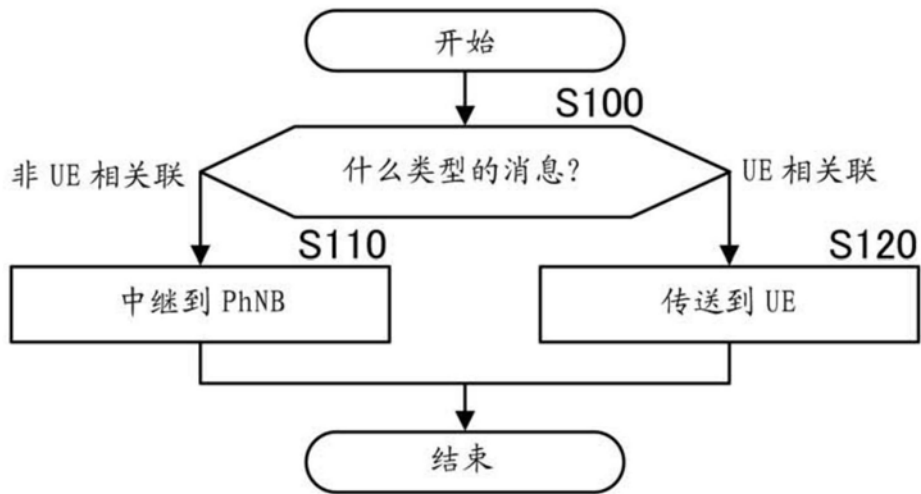 开始
S100
什么类型的消息?
非 UE 相关联
UE 相关联
S110
S120
中继到 PhNB
传送到 UE
结束